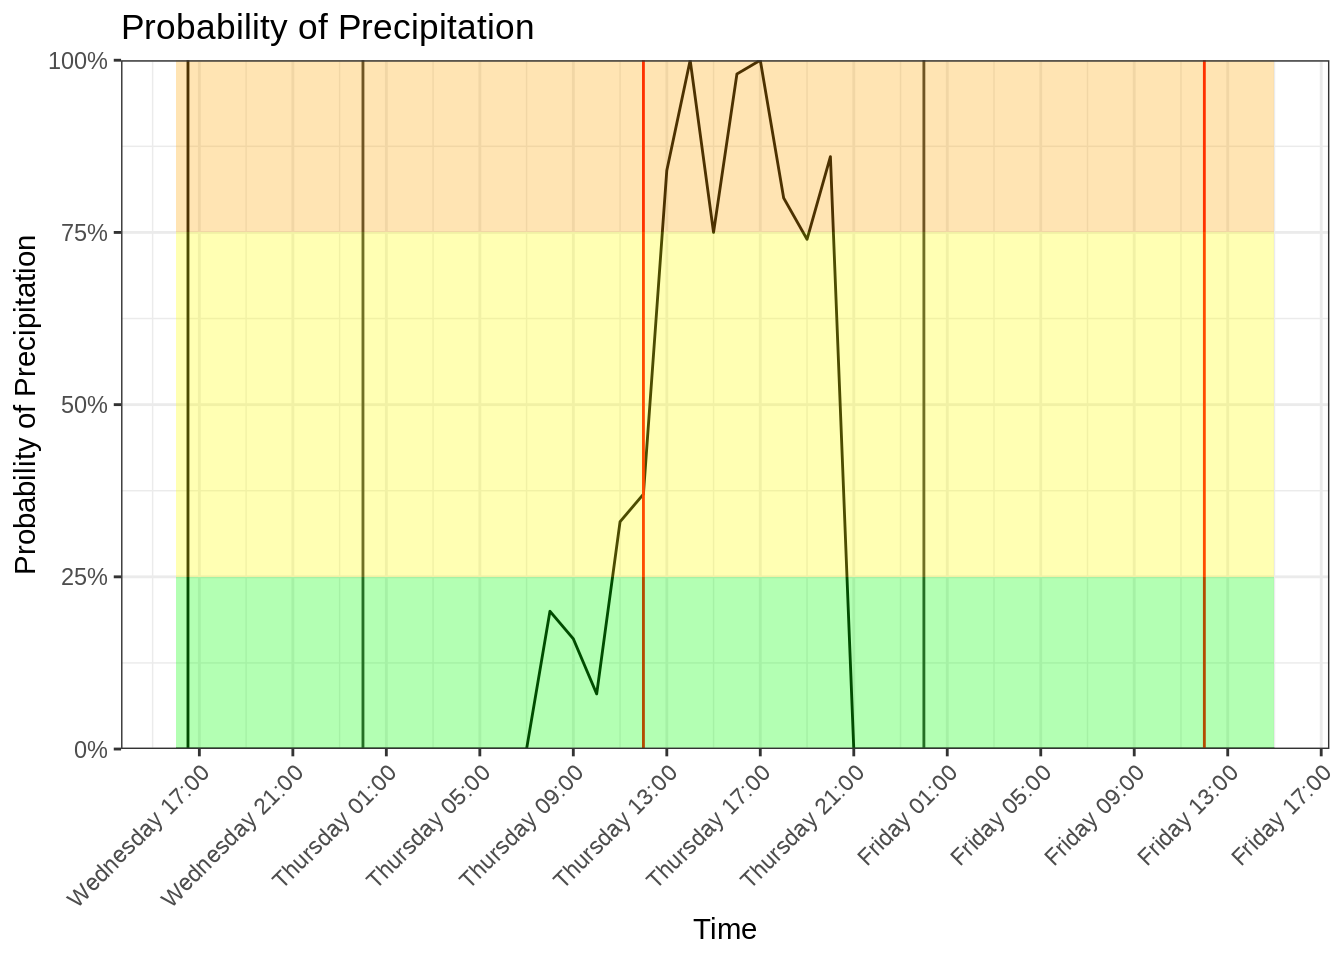 Probability of Precipitation
100%
75%
50%
25%
0%
Probability of Precipitation
Wednesday 17:00
Wednesday 21:00
Thursday 01:00
Thursday 05:00
Thursday 09:00
Thursday 13:00
Thursday 17:00
Thursday 21:00
Friday 01:00
Friday 05:00
Friday 09:00
Friday 13:00
Friday 17:00
Time